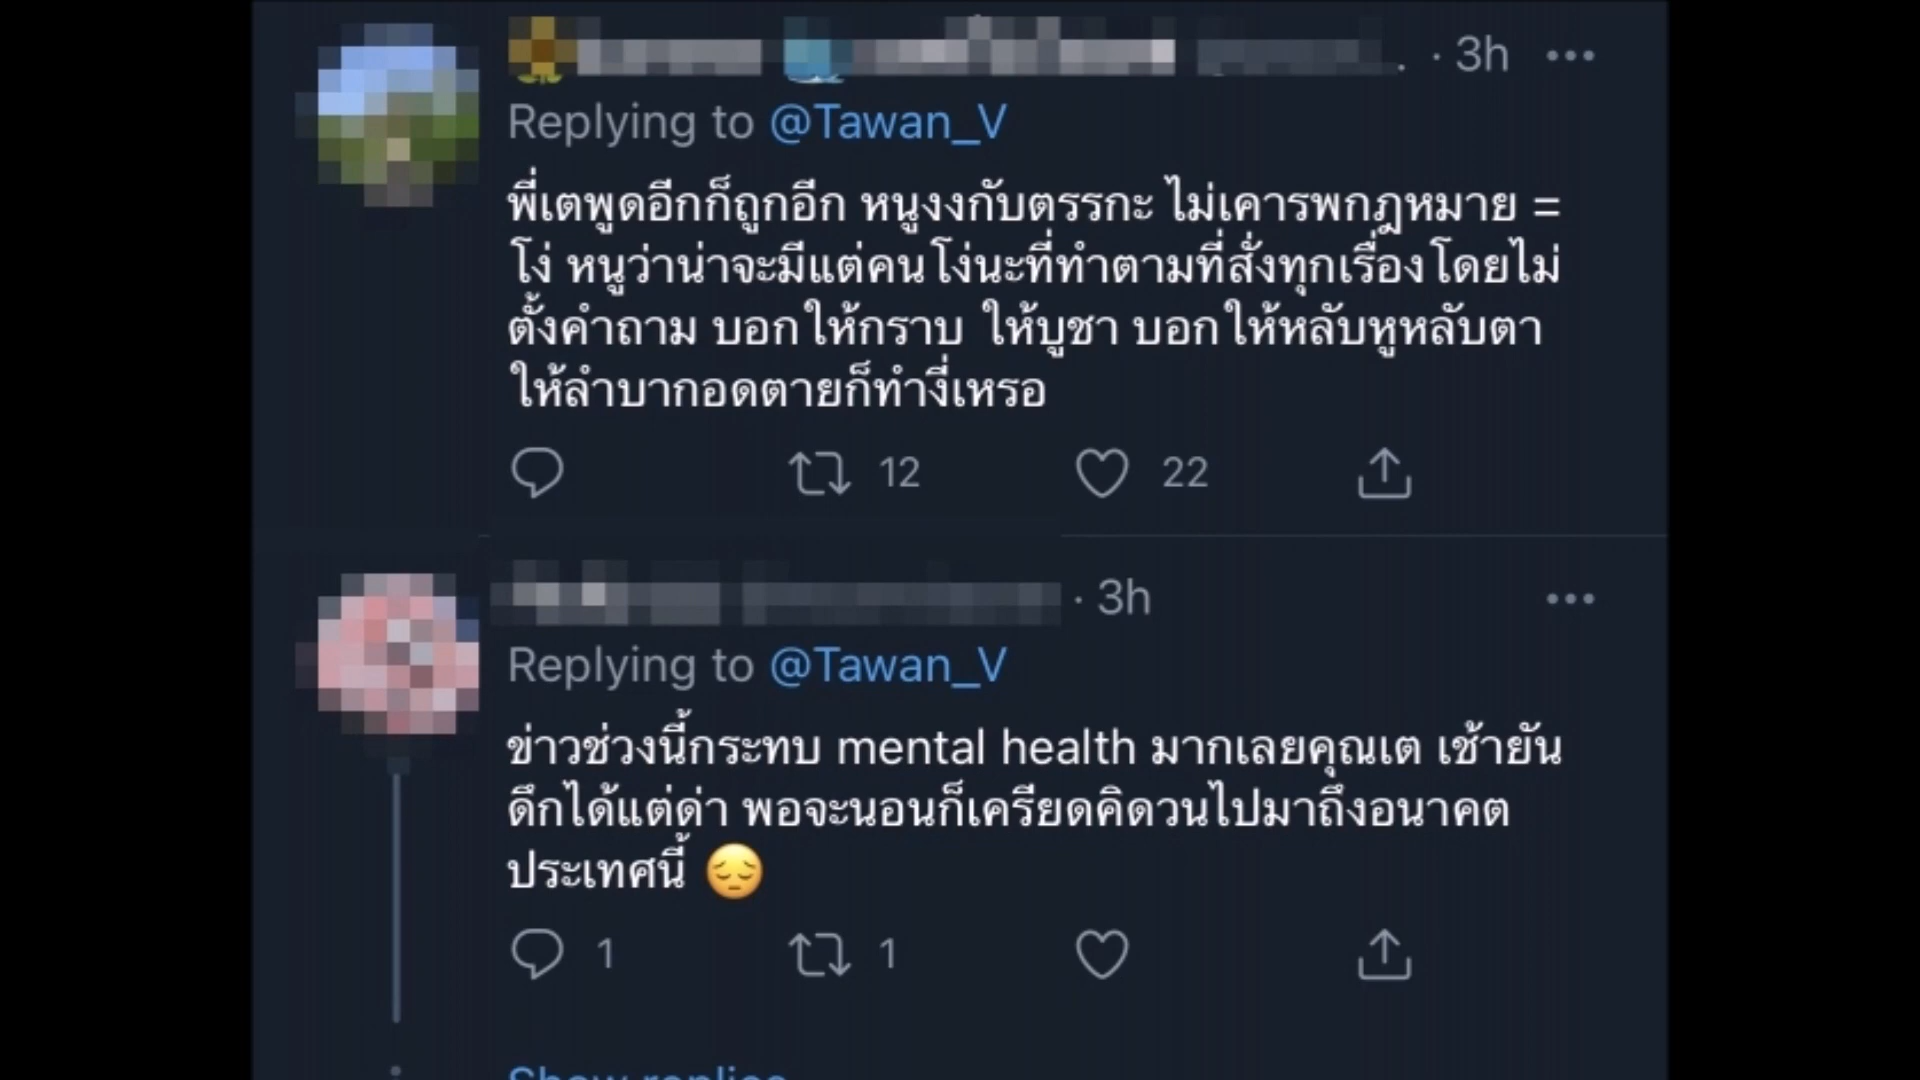 · 3h
Replying to @Tawan_V
พี่เตพูดอีกก็ถูกอีก หนูงงกับตรรกะ ไม่เคารพกฎหมาย =
โง่ หนูว่าน่าจะมีแต่คนโง่นะที่ทำตามที่สั่งทุกเรื่องโดยไม่
ตั้งคำถาม บอกให้กราบ ให้บูชา บอกให้หลับหูหลับตา
ให้ลำบากอดตายก็ทำงี่เหรอ
12 22
· 3h
Replying to @Tawan_V
ข่าวช่วงนี้กระทบ mental health มากเลยคุณเต เช้ายัน
ดึกได้แต่ด่า พอจะนอนก็เครียดคิดวนไปมาถึงอนาคต
ประเทศนี้ 😔
1 1
Show replies